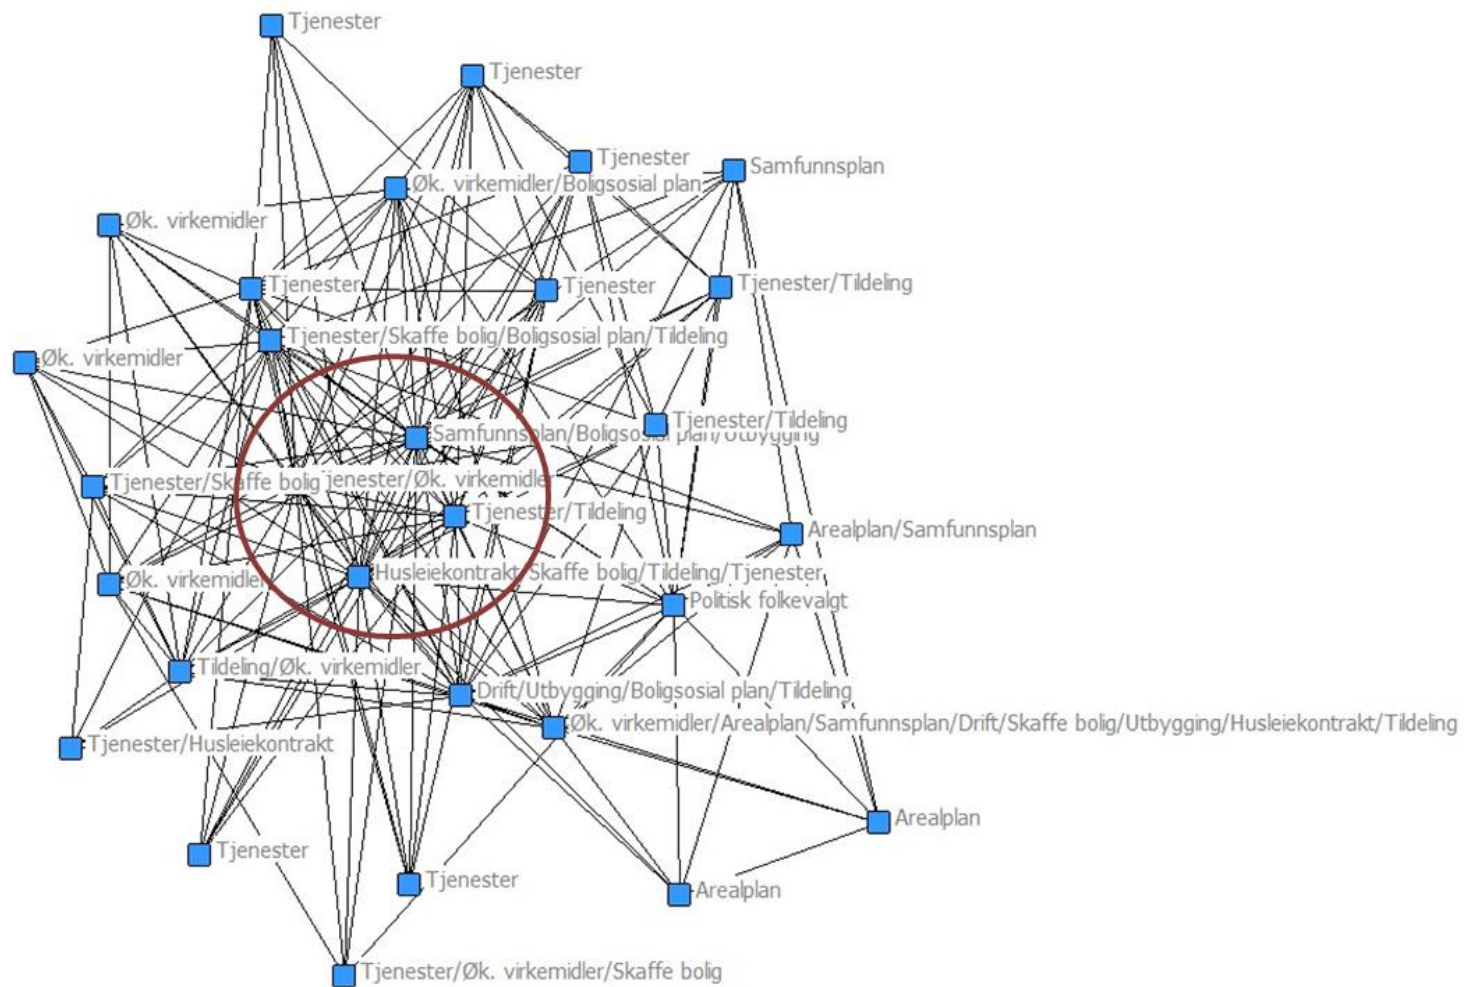 Tjenester
Tjenester
Tjenester
Samfunnsplan
Øk. virkemidler/Boligsosial plan
Øk. virkemidler
Tjenester
Tjenester
Tjenester/Tildeling
Tjenester/Skaffe bolig/Boligsosial plan/Tildeling
Øk. virkemidler
Tjenester/Tildeling
Samfunnsplan/Boligsosial plan/Utbygging
Tjenester/Skaffe bolig
jenester/Øk. virkemidler
Tjenester/Tildeling
Arealplan/Samfunnsplan
Husleiekontrakt/Skaffe bolig/Tildeling/Tjenester
Øk. virkemidler
Politisk folkevalgt
Tildeling/Øk. virkemidler
Drift/Utbygging/Boligsosial plan/Tildeling
Øk. virkemidler/Arealplan/Samfunnsplan/Drift/Skaffe bolig/Utbygging/Husleiekontrakt/Tildeling
Tjenester/Husleiekontrakt
Arealplan
Tjenester
Tjenester
Arealplan
Tjenester/Øk. virkemidler/Skaffe bolig